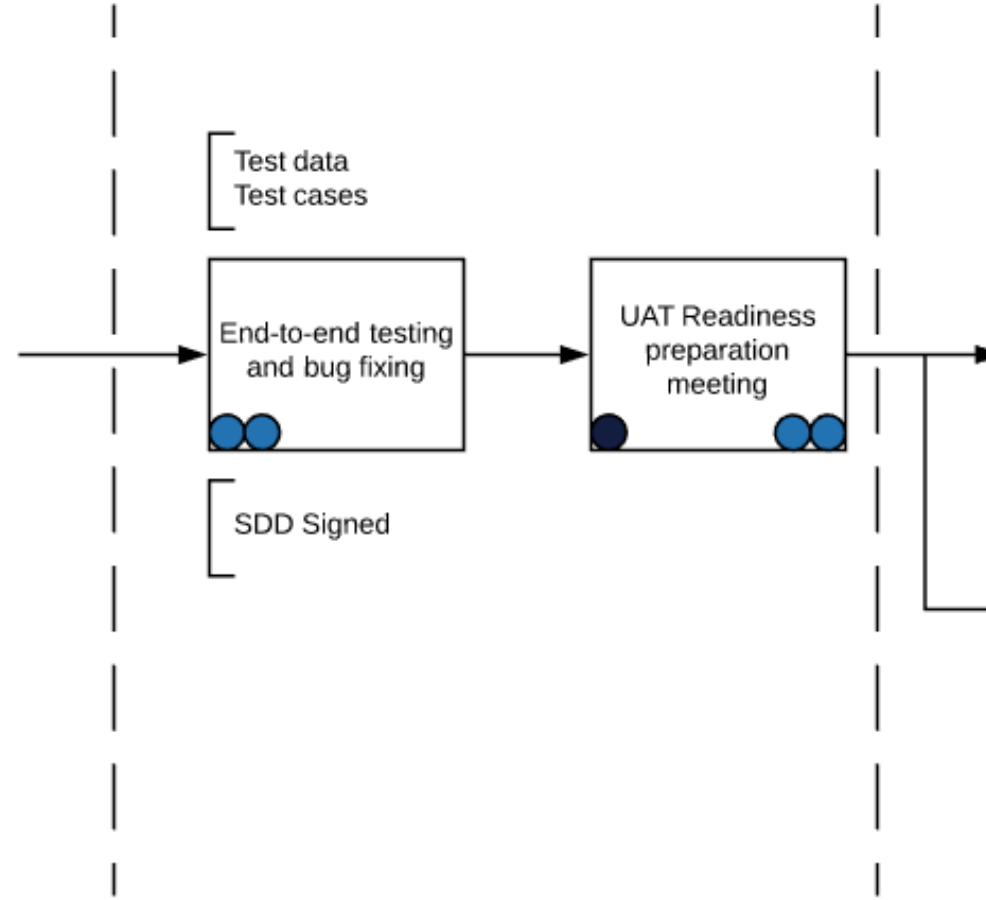 Test data
Test cases
End-to-end testing
and bug fixing
UAT Readiness
preparation
meeting
SDD Signed